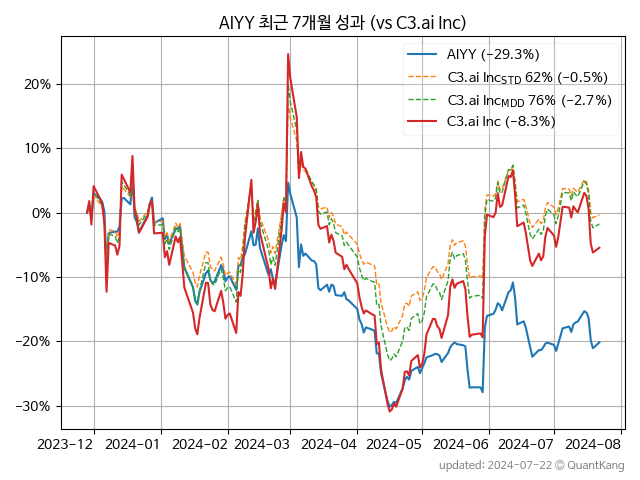 AIYY 최근 7개월 성과 (vs C3.ai Inc)
AIYY (−29.3%)
C3.ai Inc_STD 62% (−0.5%)
C3.ai Inc_MDD 76% (−2.7%)
C3.ai Inc (−8.3%)
20%
10%
0%
−10%
−20%
−30%
2023−12 2024−01 2024−02 2024−03 2024−04 2024−05 2024−06 2024−07 2024−08
updated: 2024-07-22 ⓒ QuantKang